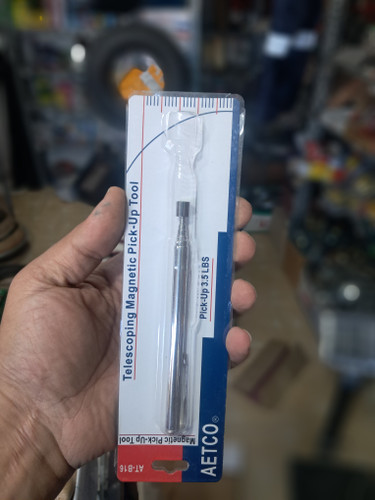 Telescoping Magnetic Pick-Up Tool
Pick-Up 3.5 LBS
AETCO®
Magnetic Pick-Up Tool
AT-B16